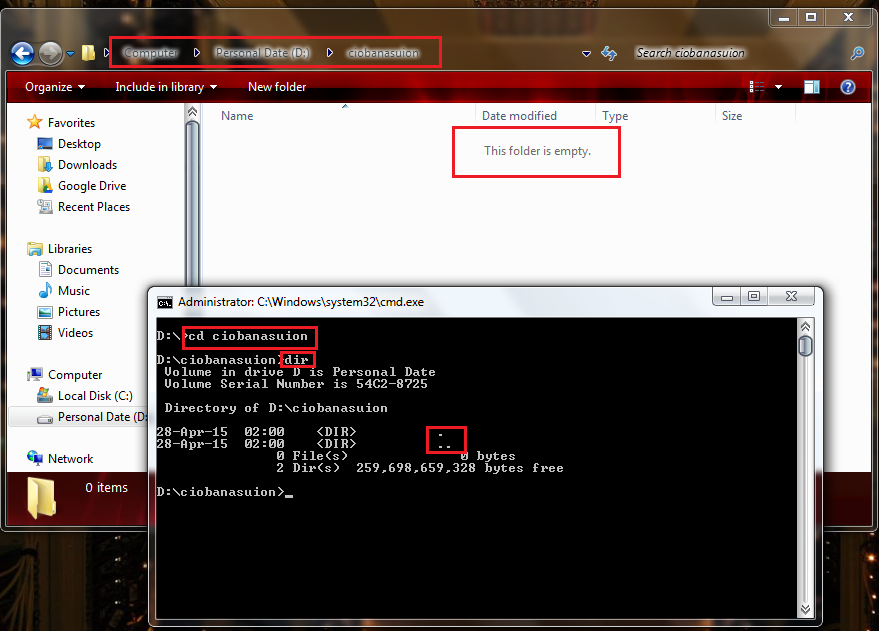 Computer Personal Date (D:) ciobanasuion
Search ciobanasuion
Organize Include in library New folder
Name Date modified Type Size
This folder is empty.
Favorites
Desktop
Downloads
Google Drive
Recent Places
Libraries
Documents
Music
Pictures
Videos
Computer
Local Disk (C:)
Personal Date (D:
Network
0 items
C:\. Administrator: C:\Windows\system32\cmd.exe
D:\>cd ciobanasuion
D:\ciobanasuion>dir
Volume in drive D is Personal Date
Volume Serial Number is 54C2-8725
Directory of D:\ciobanasuion
28-Apr-15 02:00 <DIR> .
28-Apr-15 02:00 <DIR> ..
0 File(s) 0 bytes
2 Dir(s) 259,698,659,328 bytes free
D:\ciobanasuion>_